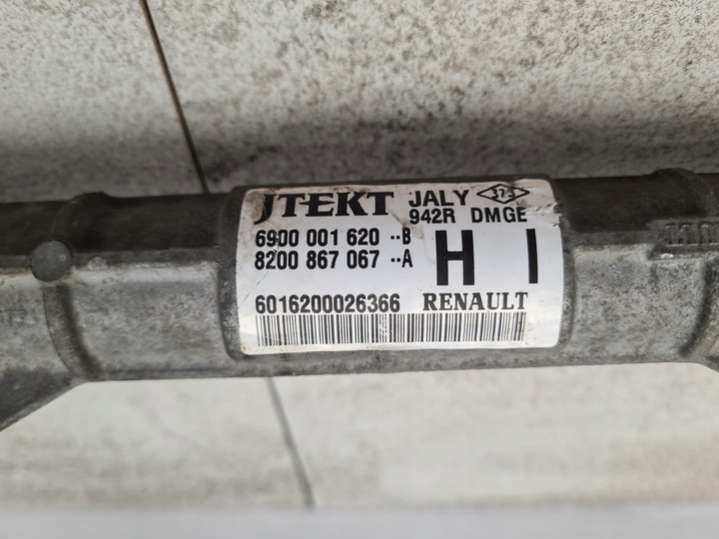 JTEKT JALY
942R DMGE
6900 001 620 --B
8200 867 067 --A
H I
6016200026366 RENAULT